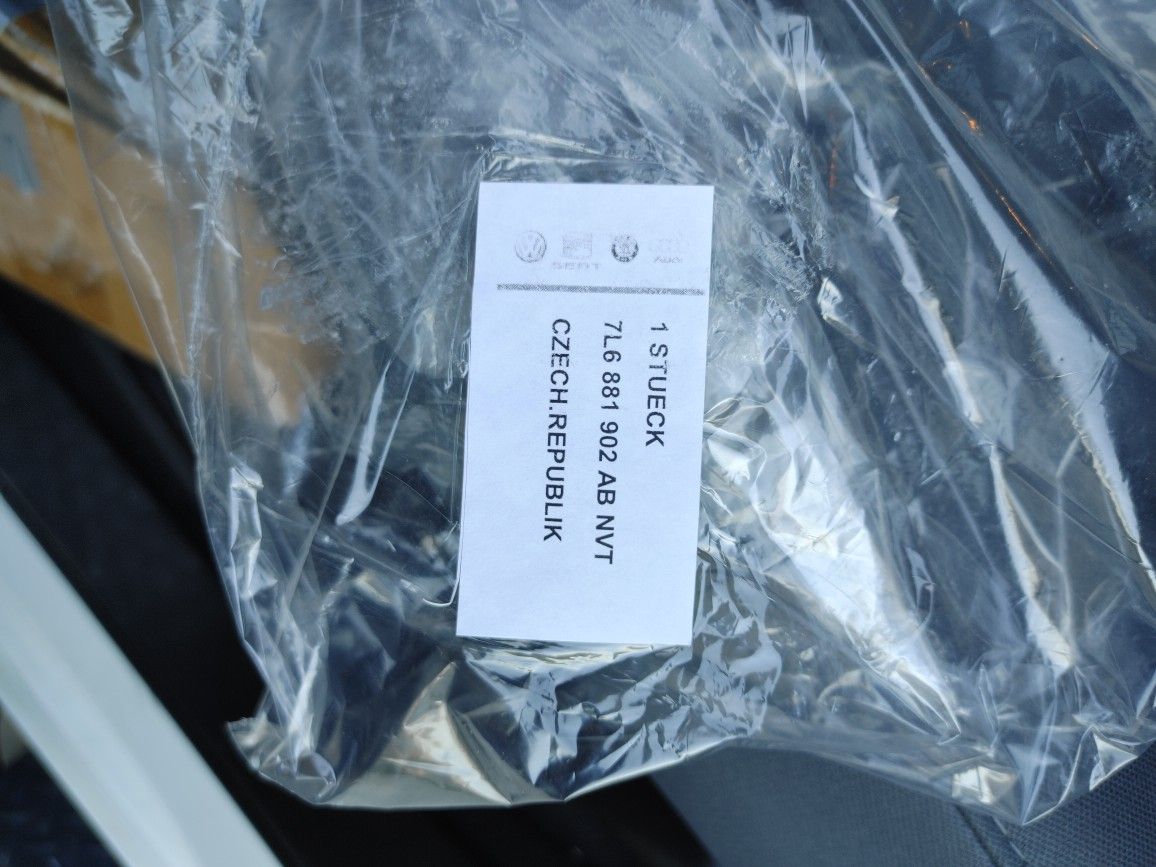 1 STUECK
7L6 881 902 AB NVT
CZECH.REPUBLIK